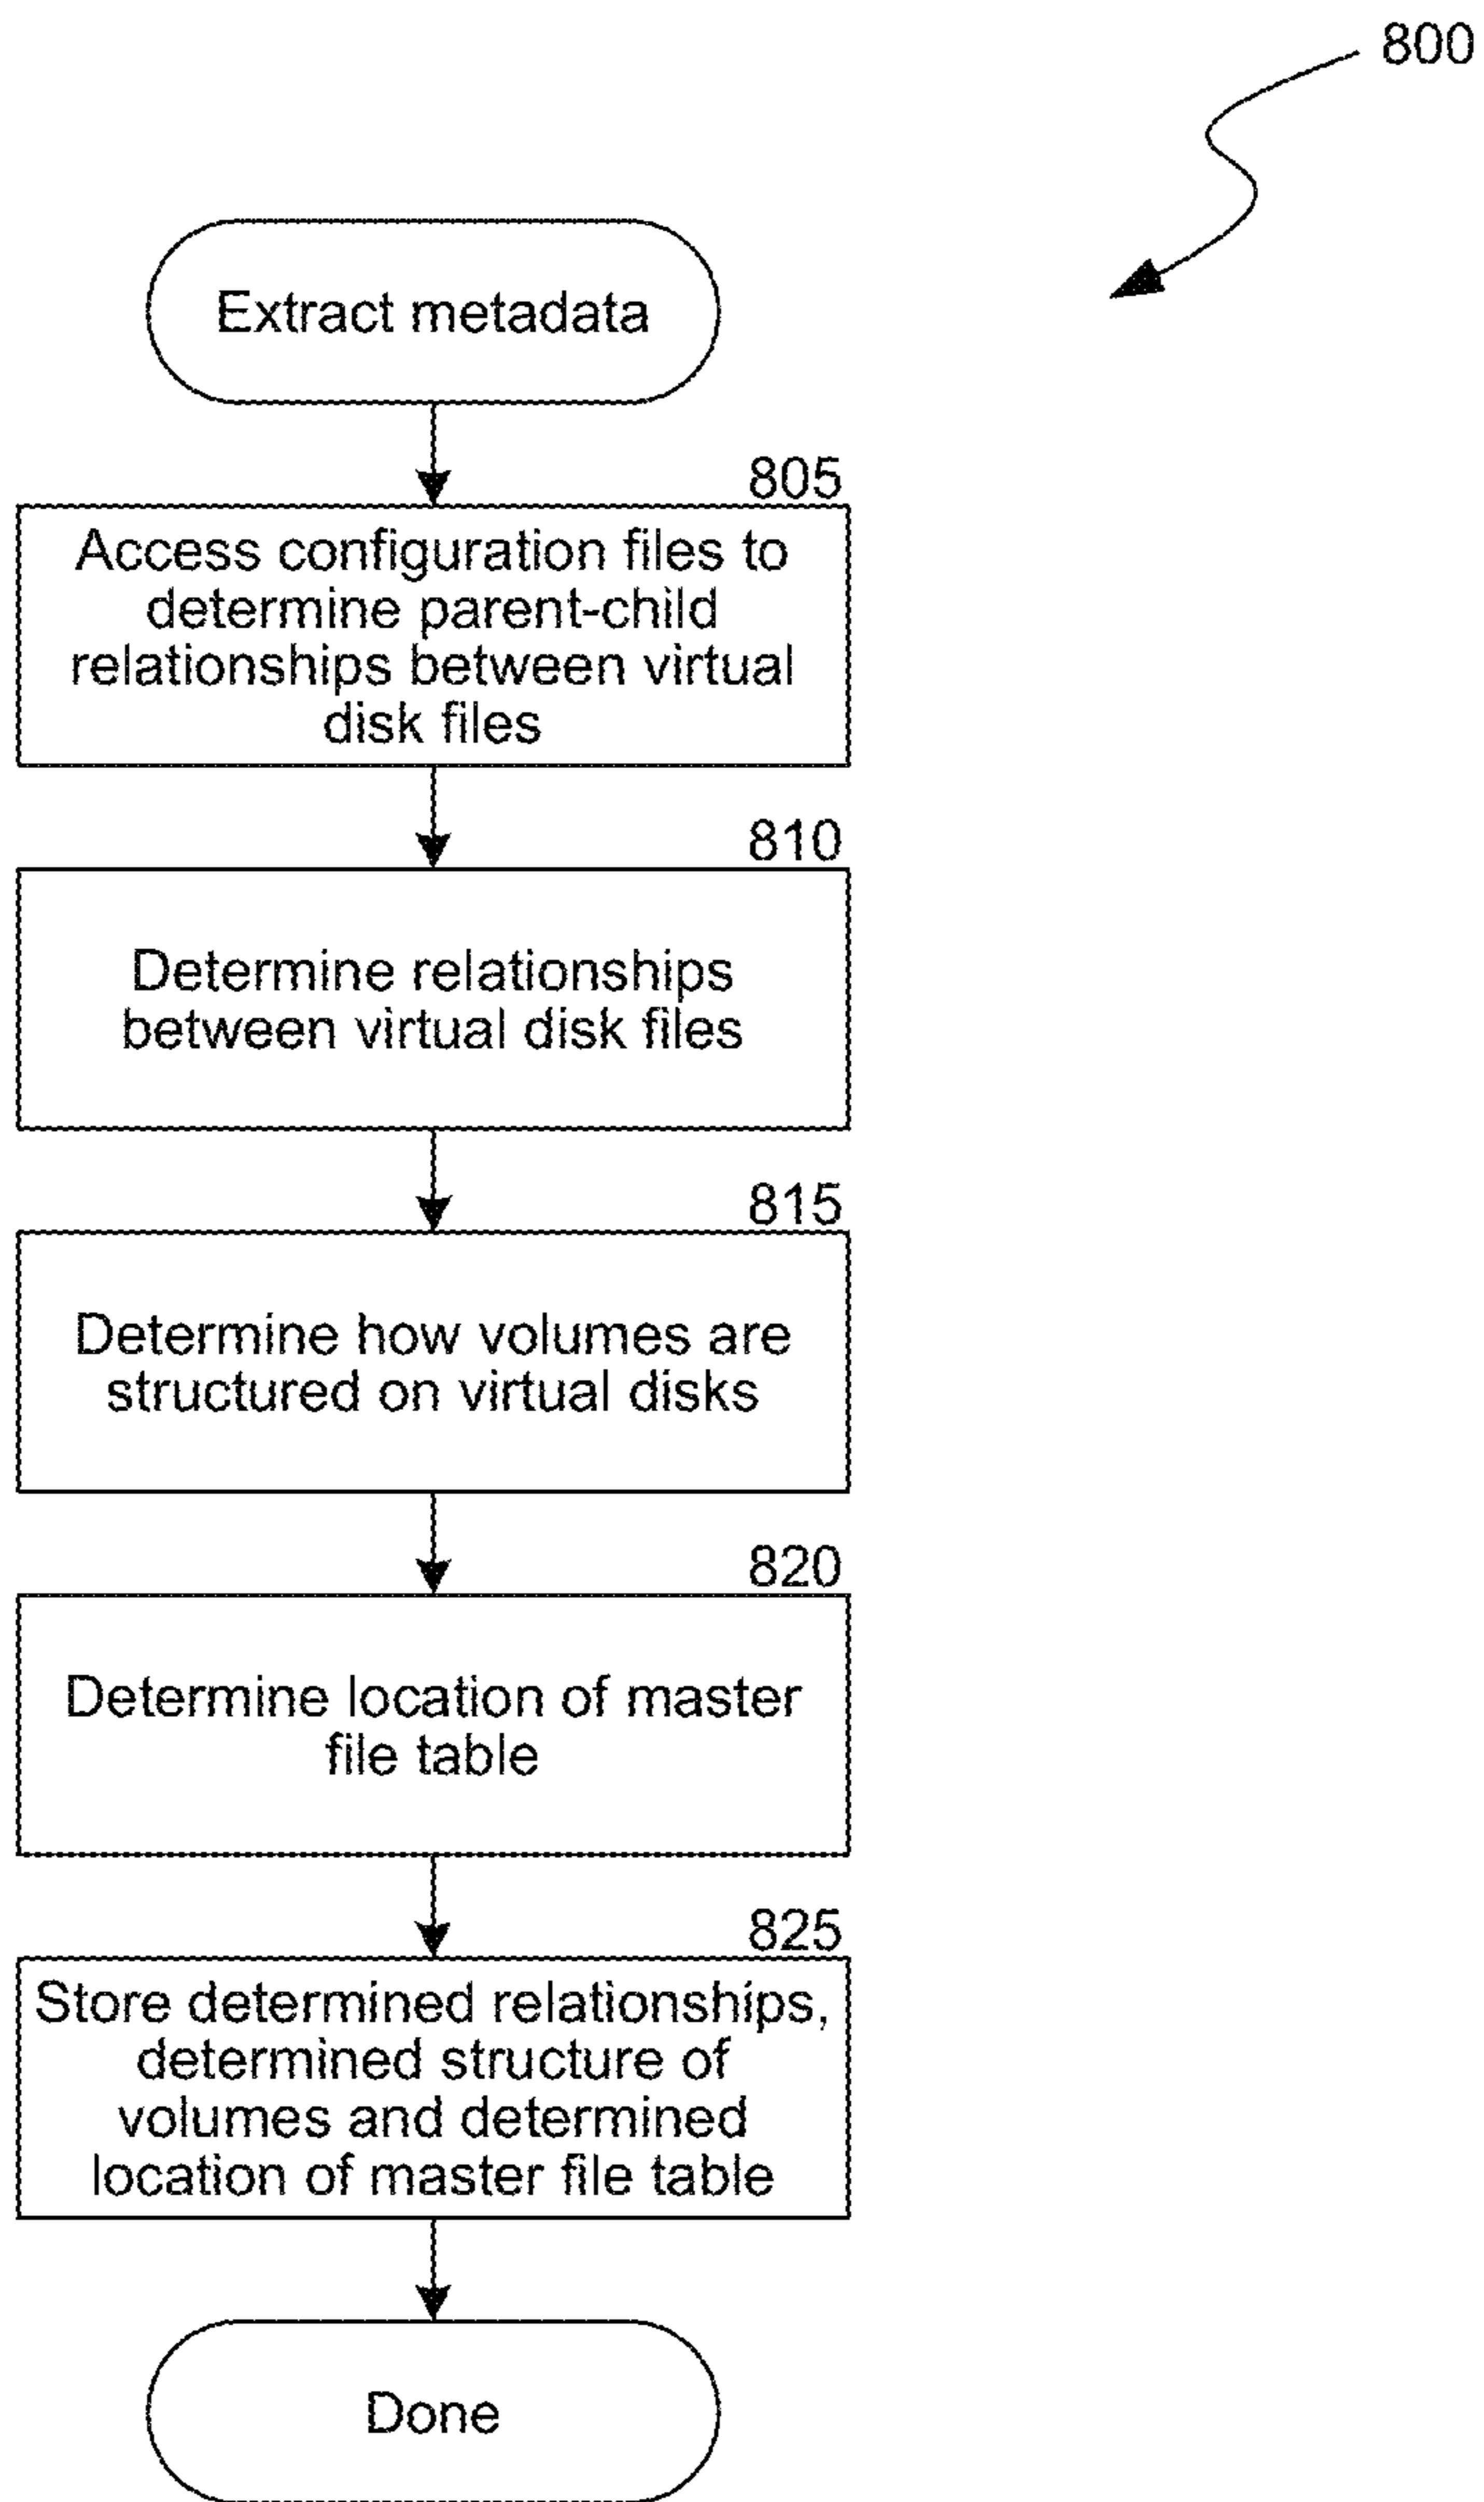 800
Extract metadata
805
Access configuration files to
determine parent-child
relationships between virtual
disk files
810
Determine relationships
between virtual disk files
815
Determine how volumes are
structured on virtual disks
820
Determine location of master
file table
825
Store determined relationships,
determined structure of
volumes and determined
location of master file table
Done